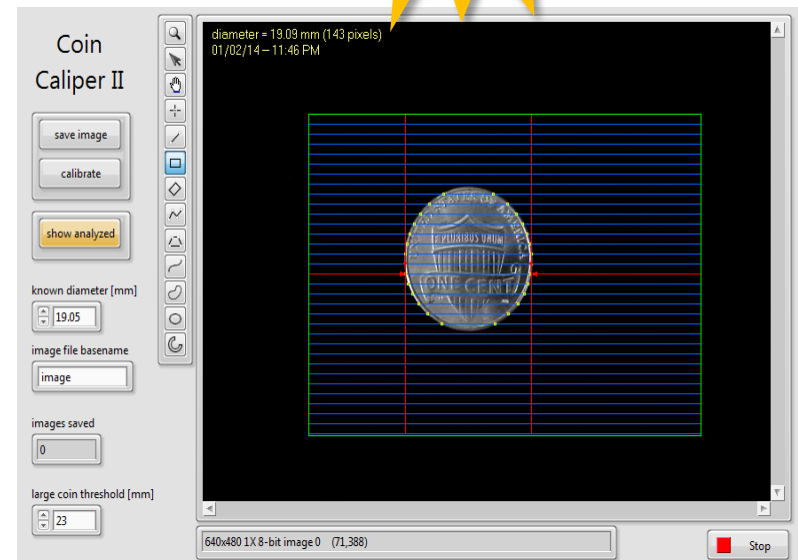 Coin
Caliper II
save image
calibrate
show analyzed
known diameter [mm]
19.05
image file basename
image
images saved
0
large coin threshold [mm]
23
diameter = 19.09 mm (143 pixels)
01/02/14 – 11:46 PM
E PLURIBUS UNUM
ONE CENT
640x480 1X 8-bit image 0 (71,388)
Stop